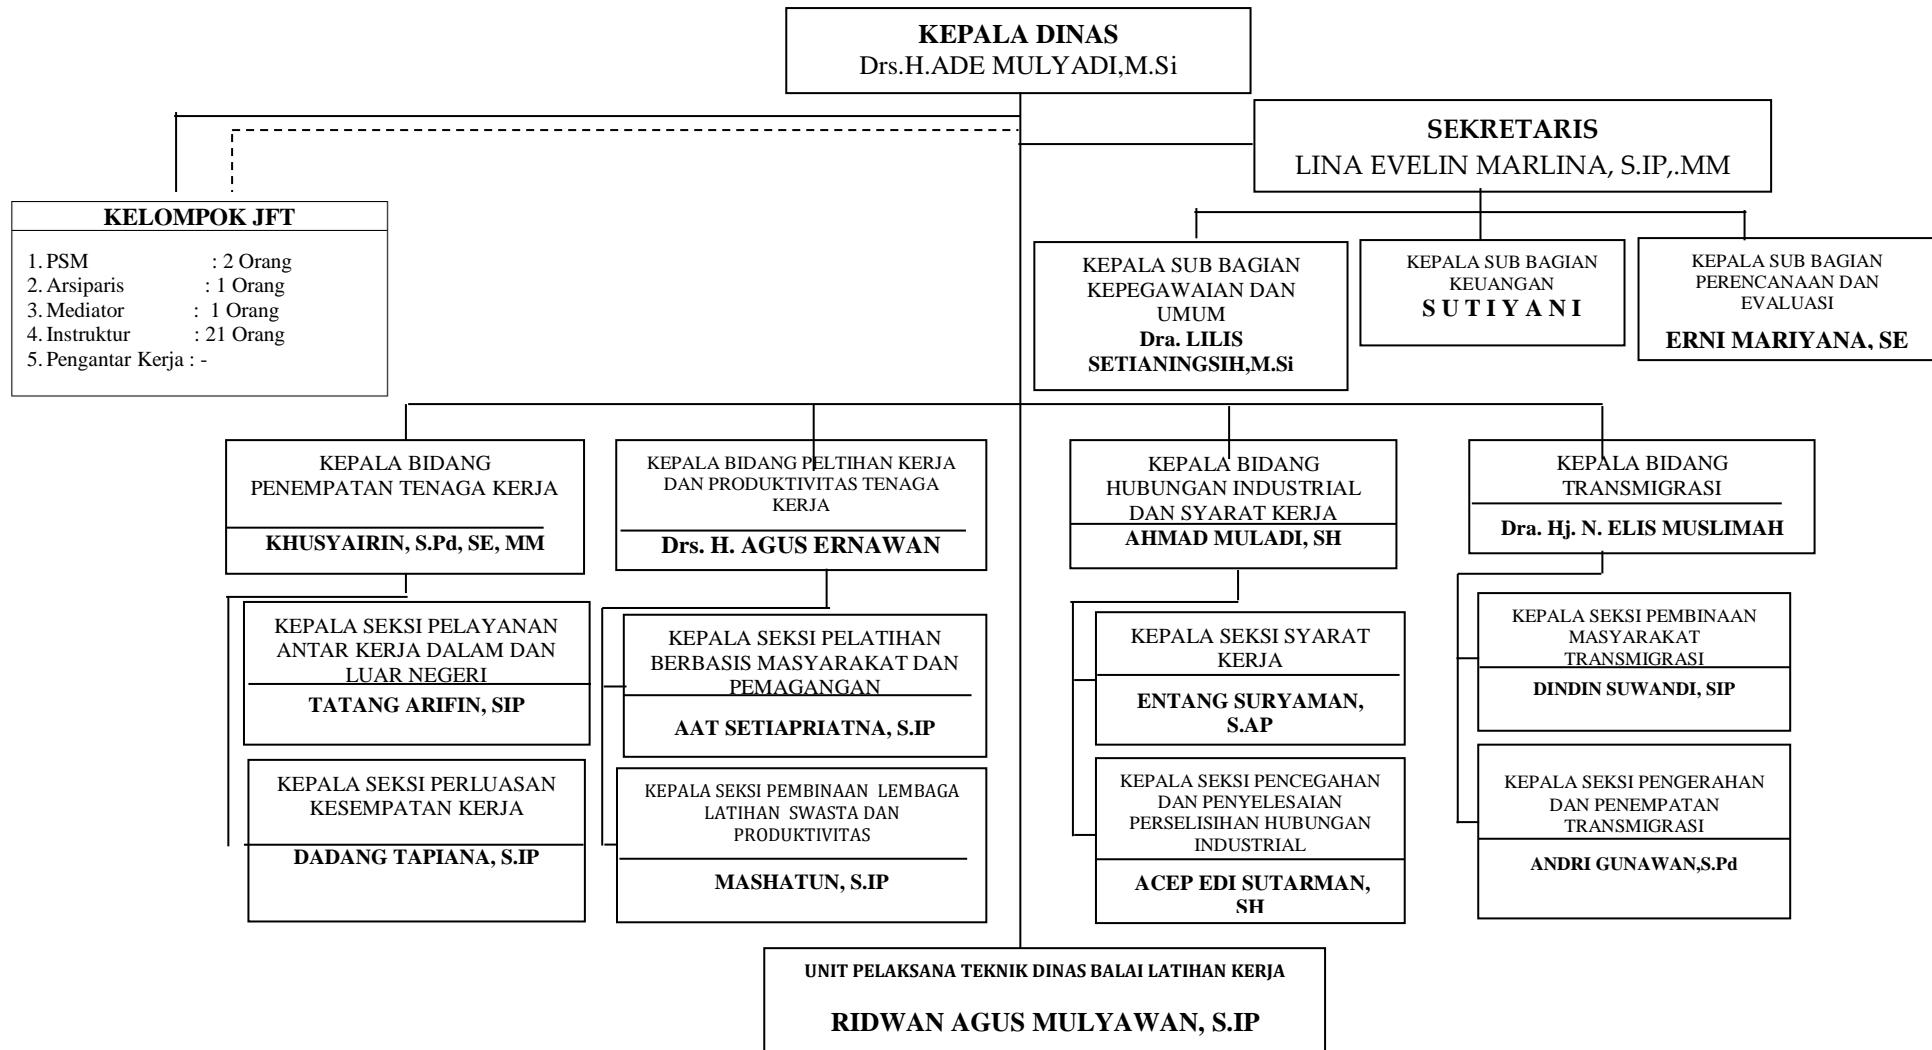 KEPALA DINAS
Drs.H.ADE MULYADI,M.Si
SEKRETARIS
LINA EVELIN MARLINA, S.IP,.MM
KELOMPOK JFT
1. PSM : 2 Orang
2. Arsiparis : 1 Orang
3. Mediator : 1 Orang
4. Instruktur : 21 Orang
5. Pengantar Kerja : -
KEPALA SUB BAGIAN
KEPEGAWAIAN DAN
UMUM
Dra. LILIS
SETIANINGSIH,M.Si
KEPALA SUB BAGIAN
KEUANGAN
S U T I Y A N I
KEPALA SUB BAGIAN
PERENCANAAN DAN
EVALUASI
ERNI MARIYANA, SE
KEPALA BIDANG
PENEMPATAN TENAGA KERJA
KHUSYAIRIN, S.Pd, SE, MM
KEPALA BIDANG PELTIHAN KERJA
DAN PRODUKTIVITAS TENAGA
KERJA
Drs. H. AGUS ERNAWAN
KEPALA BIDANG
HUBUNGAN INDUSTRIAL
DAN SYARAT KERJA
AHMAD MULADI, SH
KEPALA BIDANG
TRANSMIGRASI
Dra. Hj. N. ELIS MUSLIMAH
KEPALA SEKSI PELAYANAN
ANTAR KERJA DALAM DAN
LUAR NEGERI
TATANG ARIFIN, SIP
KEPALA SEKSI PELATIHAN
BERBASIS MASYARAKAT DAN
PEMAGANGAN
AAT SETIAPRIATNA, S.IP
KEPALA SEKSI SYARAT
KERJA
ENTANG SURYAMAN,
S.AP
KEPALA SEKSI PEMBINAAN
MASYARAKAT
TRANSMIGRASI
DINDIN SUWANDI, SIP
KEPALA SEKSI PERLUASAN
KESEMPATAN KERJA
DADANG TAPIANA, S.IP
KEPALA SEKSI PEMBINAAN LEMBAGA
LATIHAN SWASTA DAN
PRODUKTIVITAS
MASHATUN, S.IP
KEPALA SEKSI PENCEGAHAN
DAN PENYELESAIAN
PERSELISIHAN HUBUNGAN
INDUSTRIAL
ACEP EDI SUTARMAN,
SH
KEPALA SEKSI PENGERAHAN
DAN PENEMPATAN
TRANSMIGRASI
ANDRI GUNAWAN,S.Pd
UNIT PELAKSANA TEKNIK DINAS BALAI LATIHAN KERJA
RIDWAN AGUS MULYAWAN, S.IP